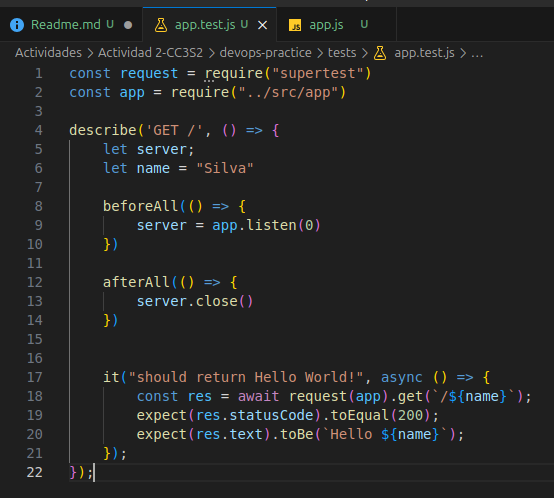 Readme.md U
app.test.js U
JS app.js U
Actividades > Actividad 2-CC3S2 > devops-practice > tests > app.test.js > ...
1 const request = require("supertest")
2 const app = require("../src/app")
3
4 describe('GET /', () => {
5     let server;
6     let name = "Silva"
7
8     beforeAll(() => {
9         server = app.listen(0)
10     })
11
12     afterAll(() => {
13         server.close()
14     })
15
16
17     it("should return Hello World!", async () => {
18         const res = await request(app).get(`/${name}`);
19         expect(res.statusCode).toEqual(200);
20         expect(res.text).toBe(`Hello ${name}`);
21     });
22 });